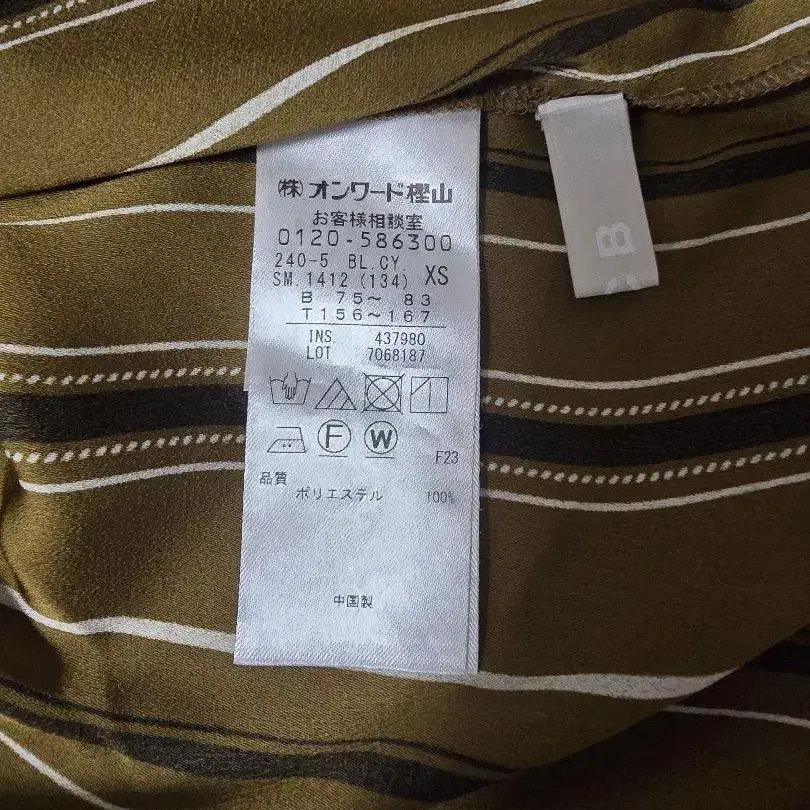 ㈱オンワード樫山
お客様相談室
0120-586300
240-5 BL.CY.
SM.1412 (134) XS
B 75～ 83
T156～167
INS. 437980
LOT 7068187
F W
F23
品質
ポリエステル 100%
中国製
B